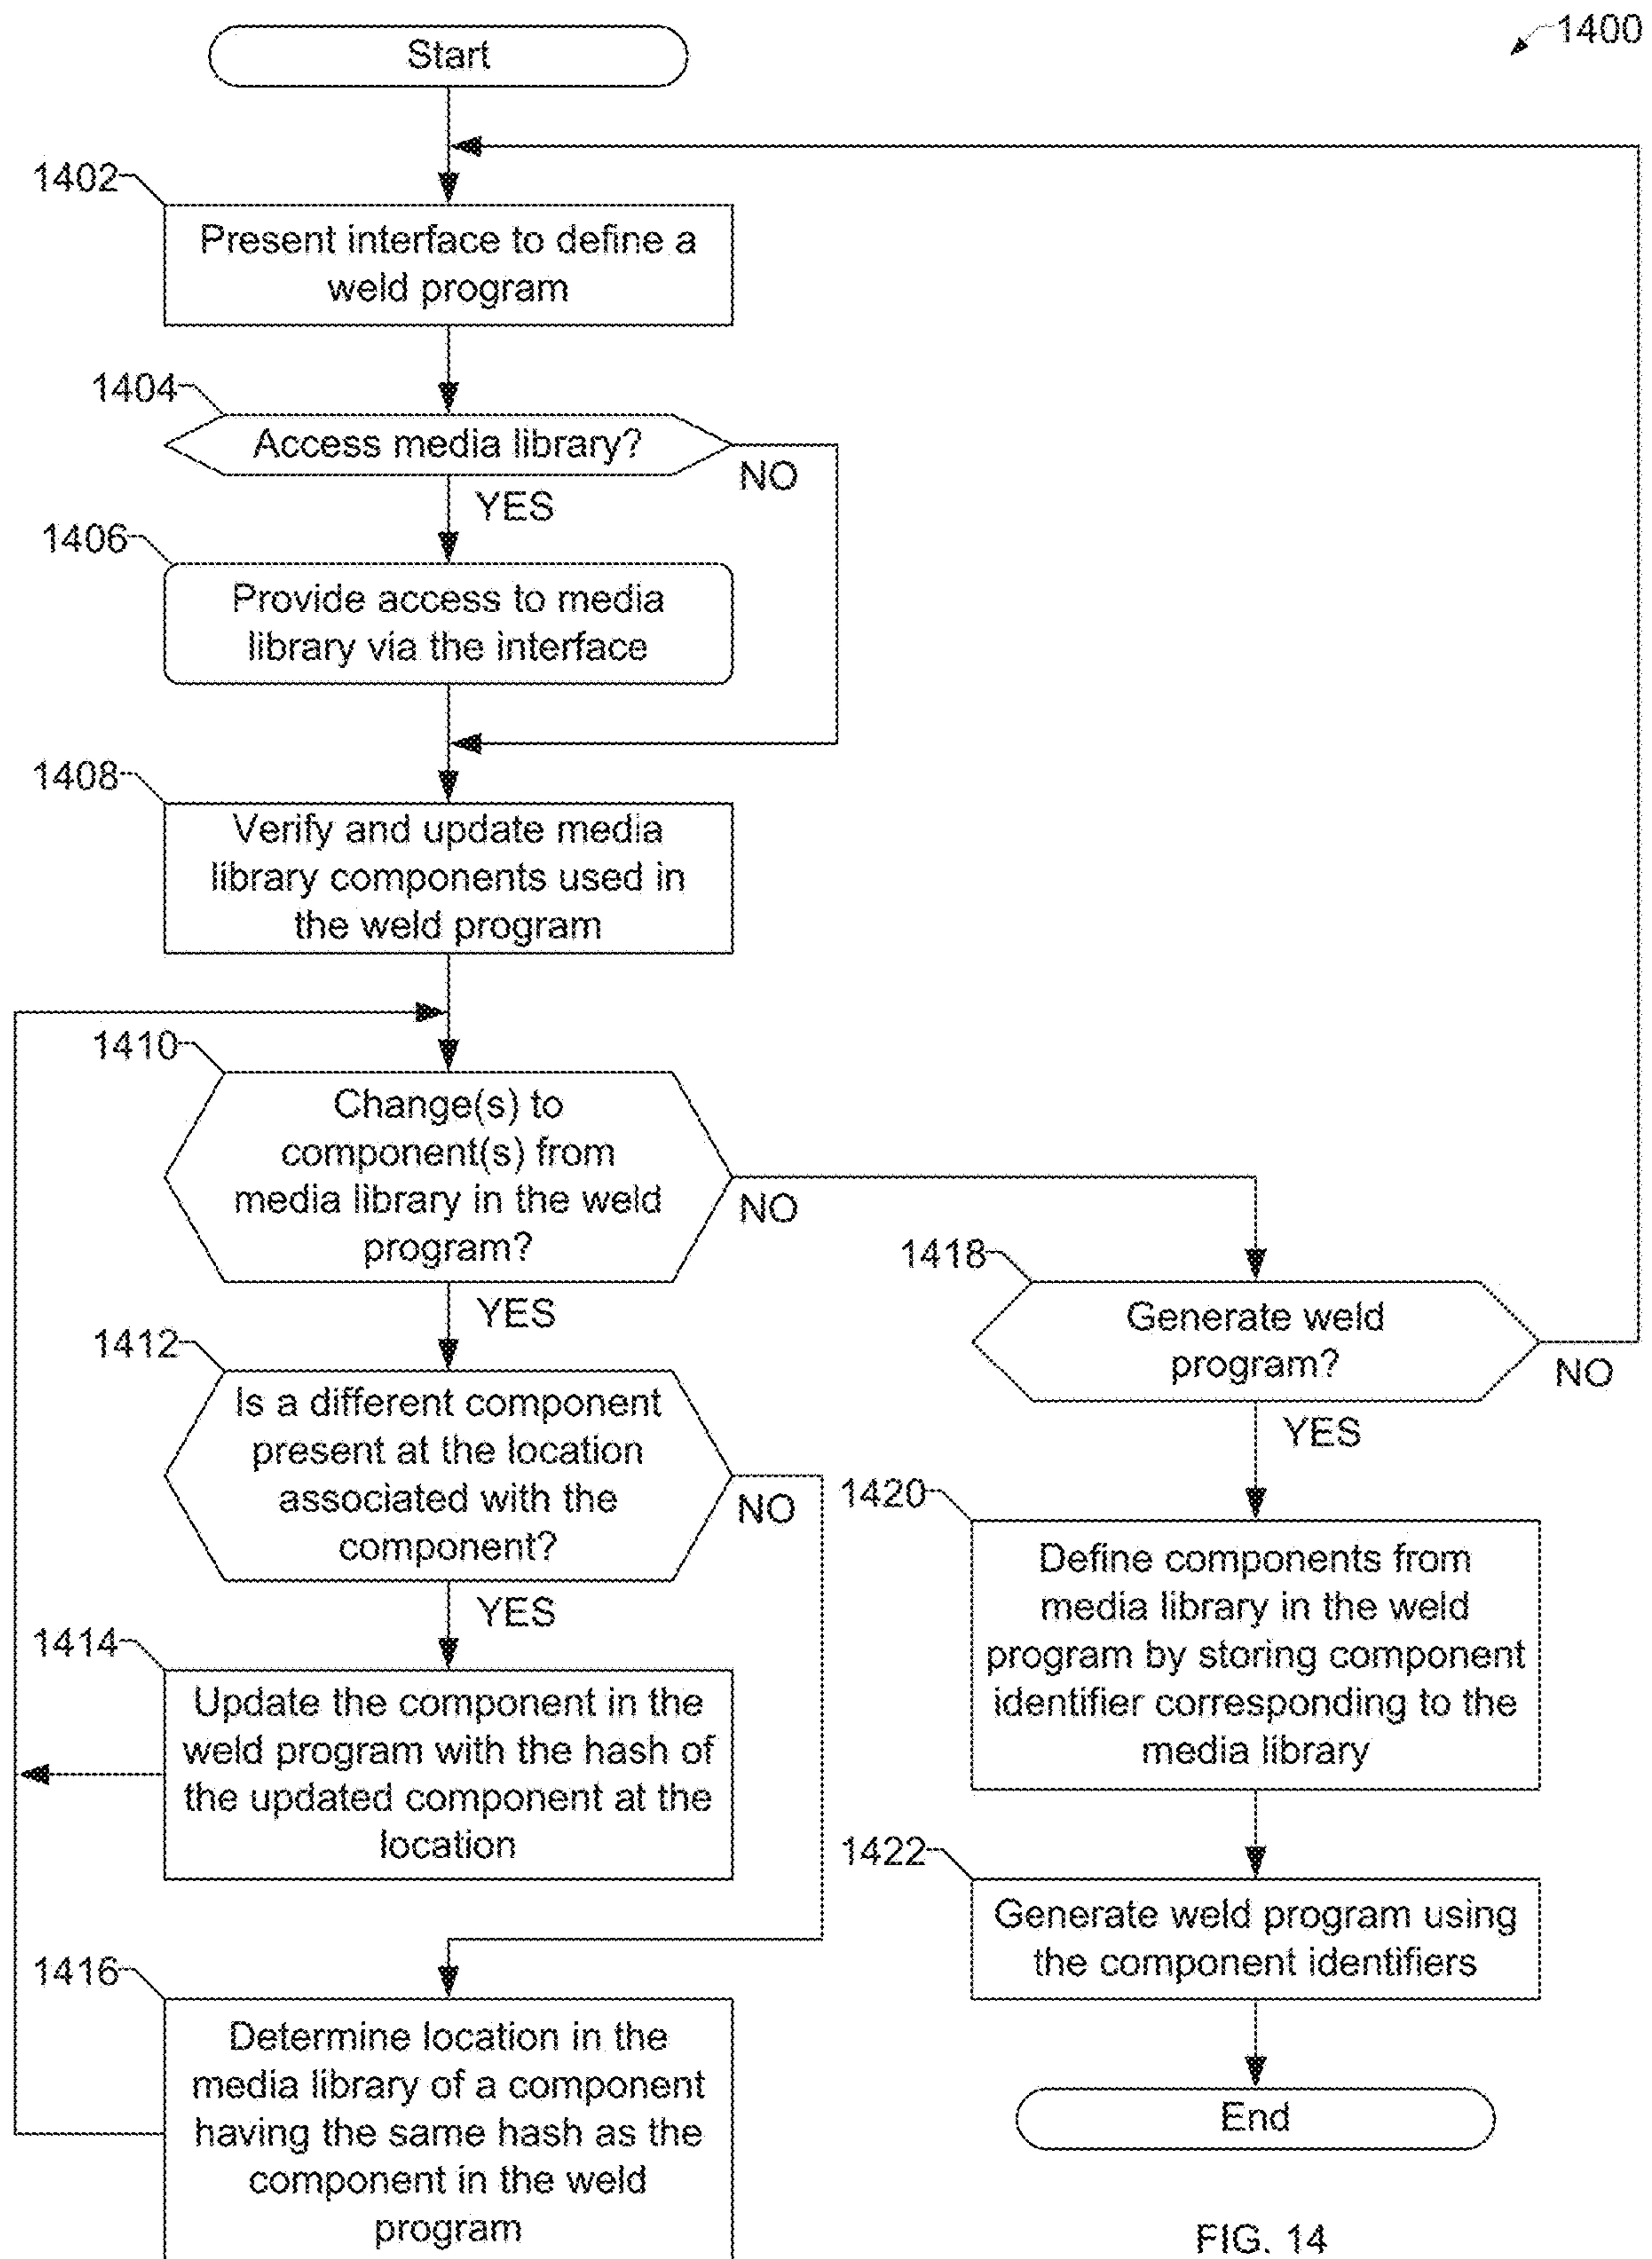 1400
Start
1402
Present interface to define a
weld program
1404
Access media library?
NO
YES
1406
Provide access to media
library via the interface
1408
Verify and update media
library components used in
the weld program
1410
Change(s) to
component(s) from
media library in the weld
program?
NO
YES
1412
Is a different component
present at the location
associated with the
component?
NO
YES
1414
Update the component in the
weld program with the hash of
the updated component at the
location
1416
Determine location in the
media library of a component
having the same hash as the
component in the weld
program
1418
Generate weld
program?
NO
YES
1420
Define components from
media library in the weld
program by storing component
identifier corresponding to the
media library
1422
Generate weld program using
the component identifiers
End
FIG. 14